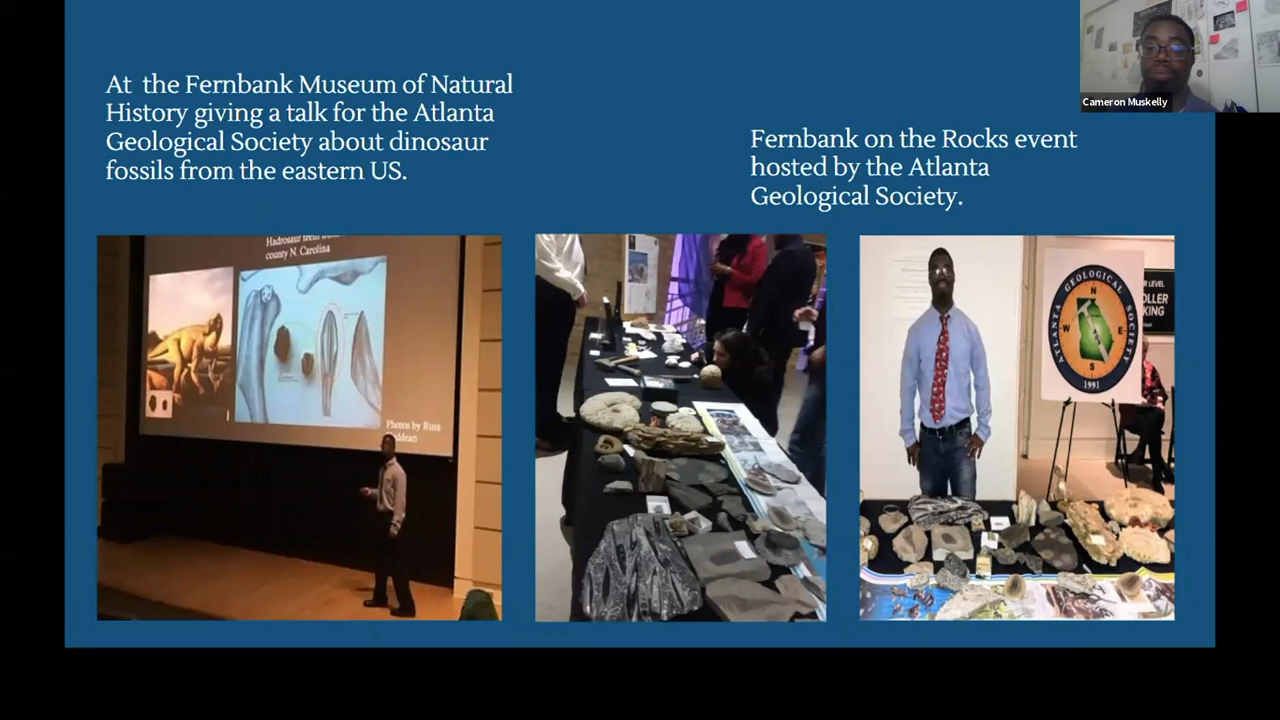 At the Fernbank Museum of Natural
History giving a talk for the Atlanta
Geological Society about dinosaur
fossils from the eastern US.
Cameron Muskelly
Fernbank on the Rocks event
hosted by the Atlanta
Geological Society.
Hadrosaur teeth
county N. Carolina
Photos by Russ
ATLANTA GEOLOGICAL SOCIETY
N
W
E
S
1991